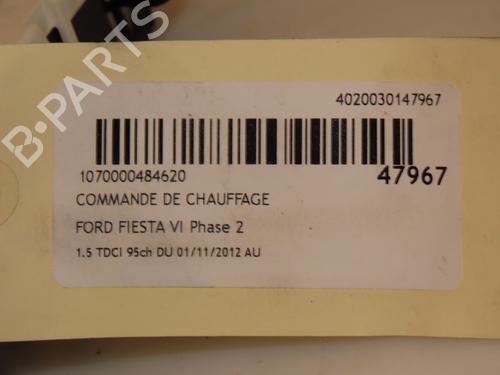 4020030147967
1070000484620
47967
COMMANDE DE CHAUFFAGE
FORD FIESTA VI Phase 2
1.5 TDCI 95ch DU 01/11/2012 AU
B-PARTS